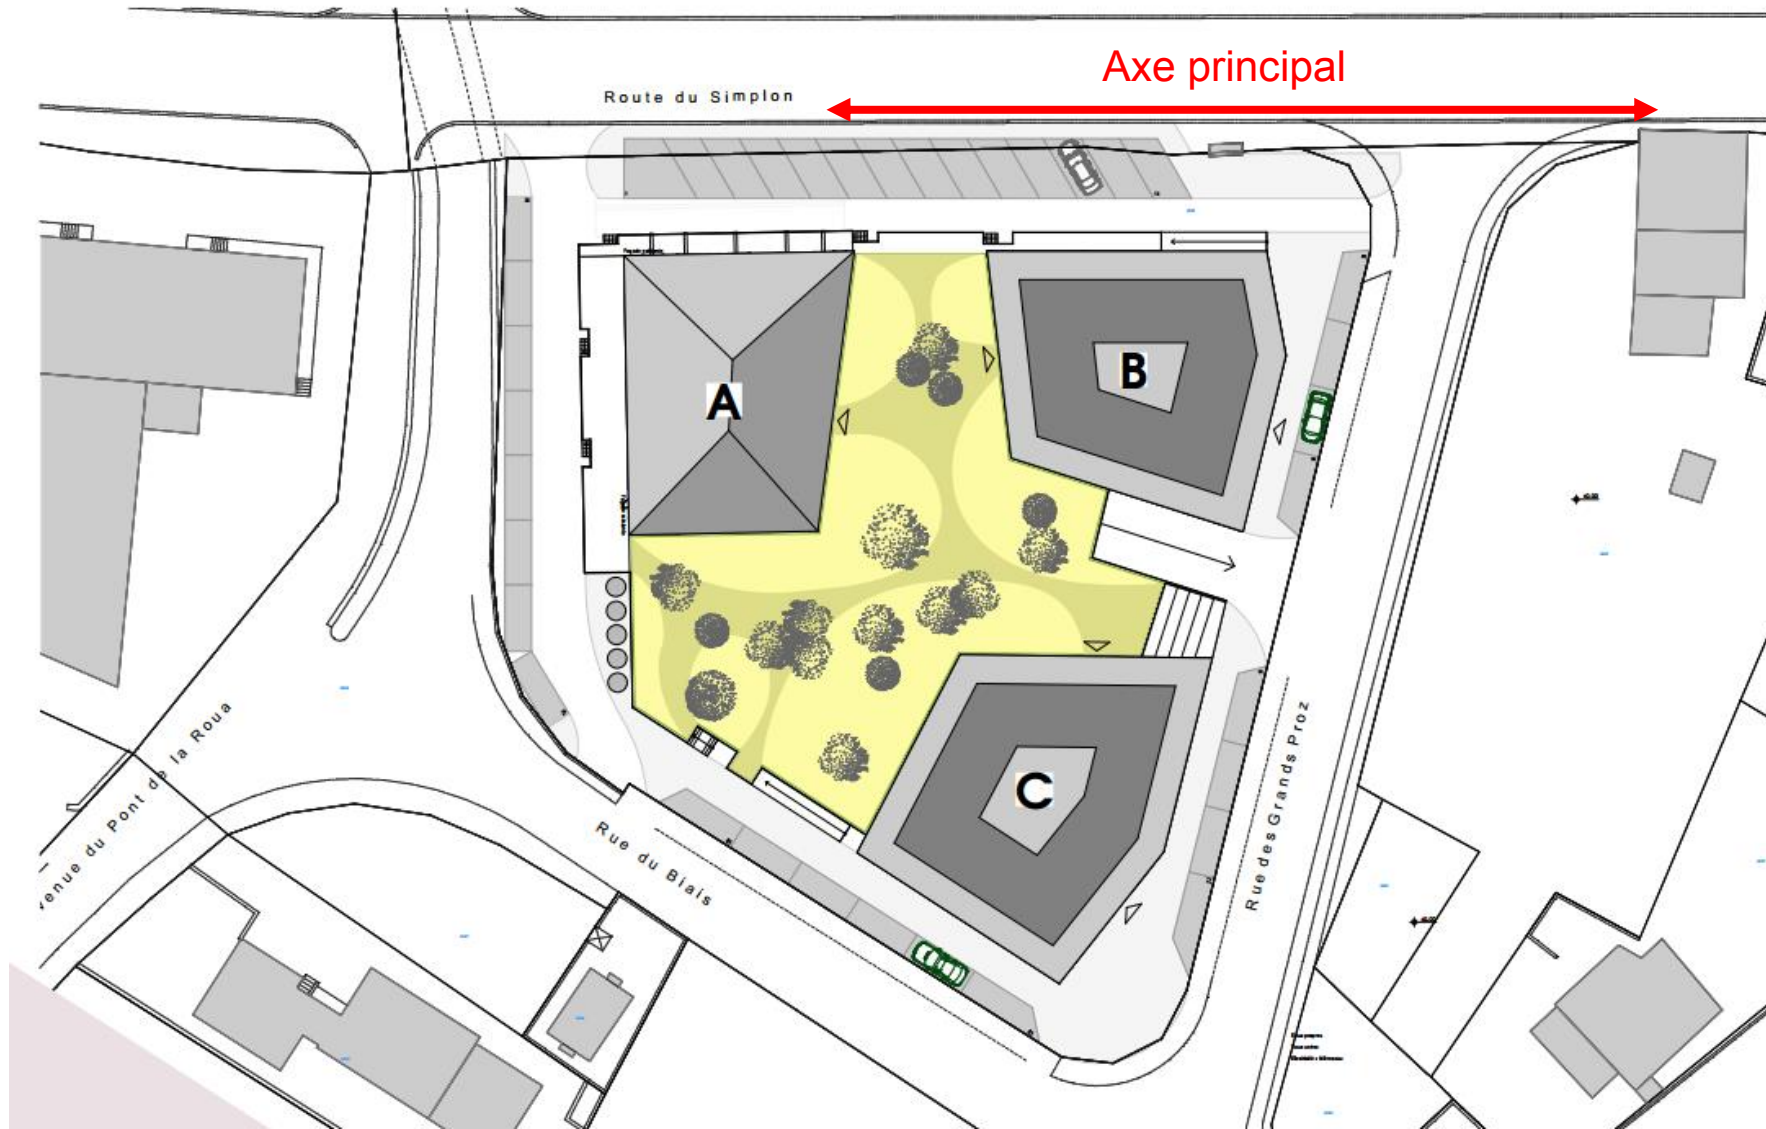 Axe principal
Route du Simplon
B
A
C
Rue des Grands Proz
venue du Pont de la Roua
Rue du Biais